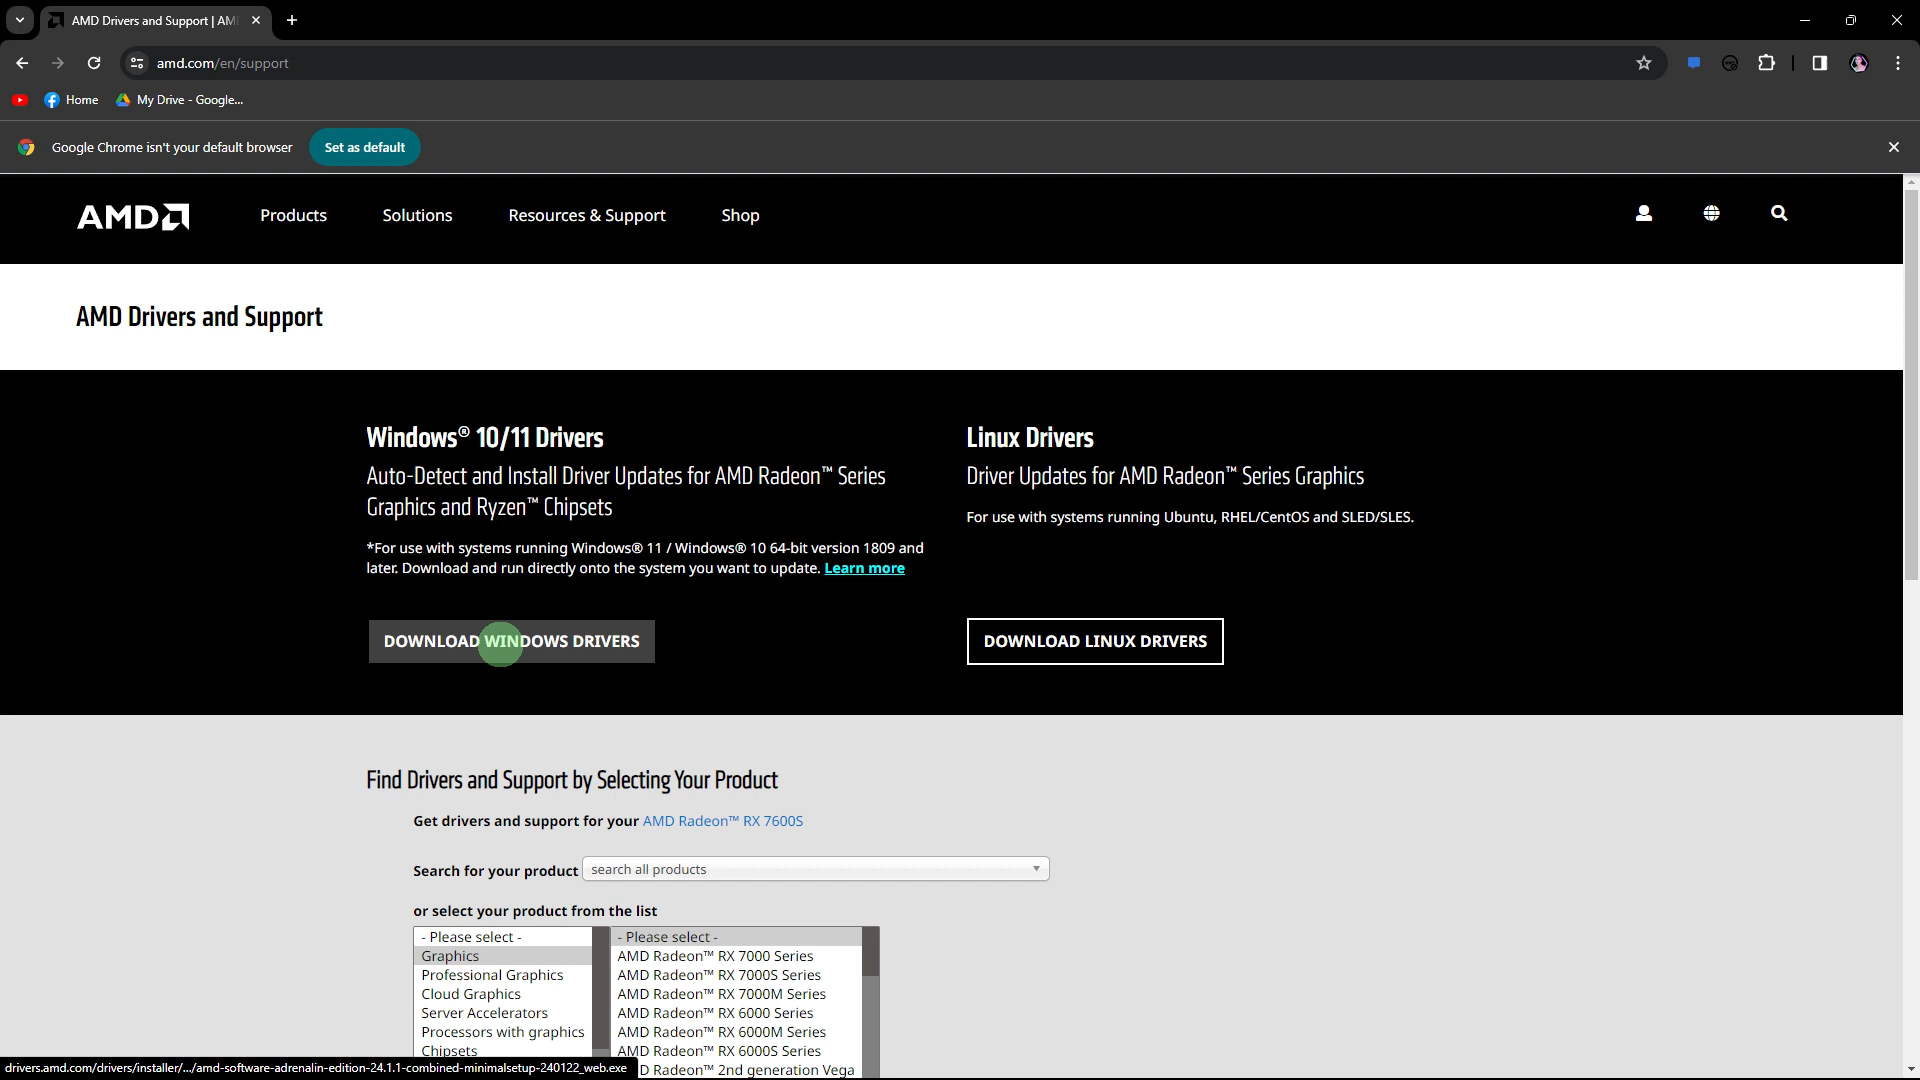 AMD Drivers and Support | AM
amd.com/en/support
Home
My Drive - Google...
Google Chrome isn't your default browser
Set as default
AMD
Products
Solutions
Resources & Support
Shop
AMD Drivers and Support
Windows® 10/11 Drivers
Auto-Detect and Install Driver Updates for AMD Radeon™ Series
Graphics and Ryzen™ Chipsets
*For use with systems running Windows® 11 / Windows® 10 64-bit version 1809 and
later. Download and run directly onto the system you want to update. Learn more
DOWNLOAD WINDOWS DRIVERS
Linux Drivers
Driver Updates for AMD Radeon™ Series Graphics
For use with systems running Ubuntu, RHEL/CentOS and SLED/SLES.
DOWNLOAD LINUX DRIVERS
Find Drivers and Support by Selecting Your Product
Get drivers and support for your AMD Radeon™ RX 7600S
Search for your product
search all products
or select your product from the list
- Please select -
Graphics
Professional Graphics
Cloud Graphics
Server Accelerators
Processors with graphics
Chipsets
- Please select -
AMD Radeon™ RX 7000 Series
AMD Radeon™ RX 7000S Series
AMD Radeon™ RX 7000M Series
AMD Radeon™ RX 6000 Series
AMD Radeon™ RX 6000M Series
AMD Radeon™ RX 6000S Series
D Radeon™ 2nd generation Vega
drivers.amd.com/drivers/installer/.../amd-software-adrenalin-edition-24.1.1-combined-minimalsetup-240122_web.exe